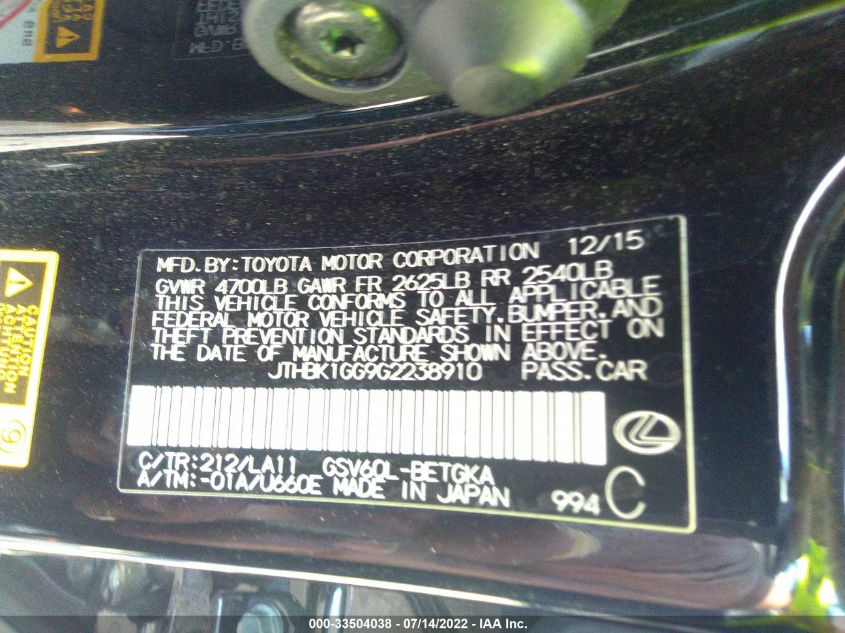 MFD.BY:TOYOTA MOTOR CORPORATION 12/15
GVWR 4700LB GAWR FR 2625LB RR 2540LB
THIS VEHICLE CONFORMS TO ALL APPLICABLE
FEDERAL MOTOR VEHICLE SAFETY.BUMPER.AND
THEFT PREVENTION STANDARDS IN EFFECT ON
THE DATE OF MANUFACTURE SHOWN ABOVE.
JTHBK1GG9G2238910 PASS.CAR
C/TR:212/LA11 GSV60L-BETGKA
A/TM:-01A/U660E MADE IN JAPAN 994 C
CAUTION
ATTENTION
ACHTUNG
000-33504038 - 07/14/2022 - IAA Inc.